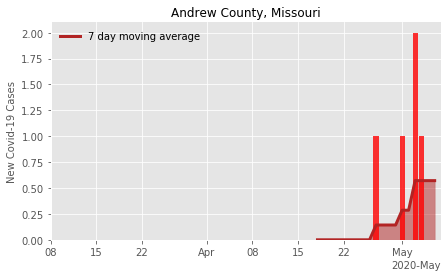 Andrew County, Missouri
7 day moving average
New Covid-19 Cases
2.00
1.75
1.50
1.25
1.00
0.75
0.50
0.25
0.00
08 15 22 Apr 08 15 22 May
2020-May